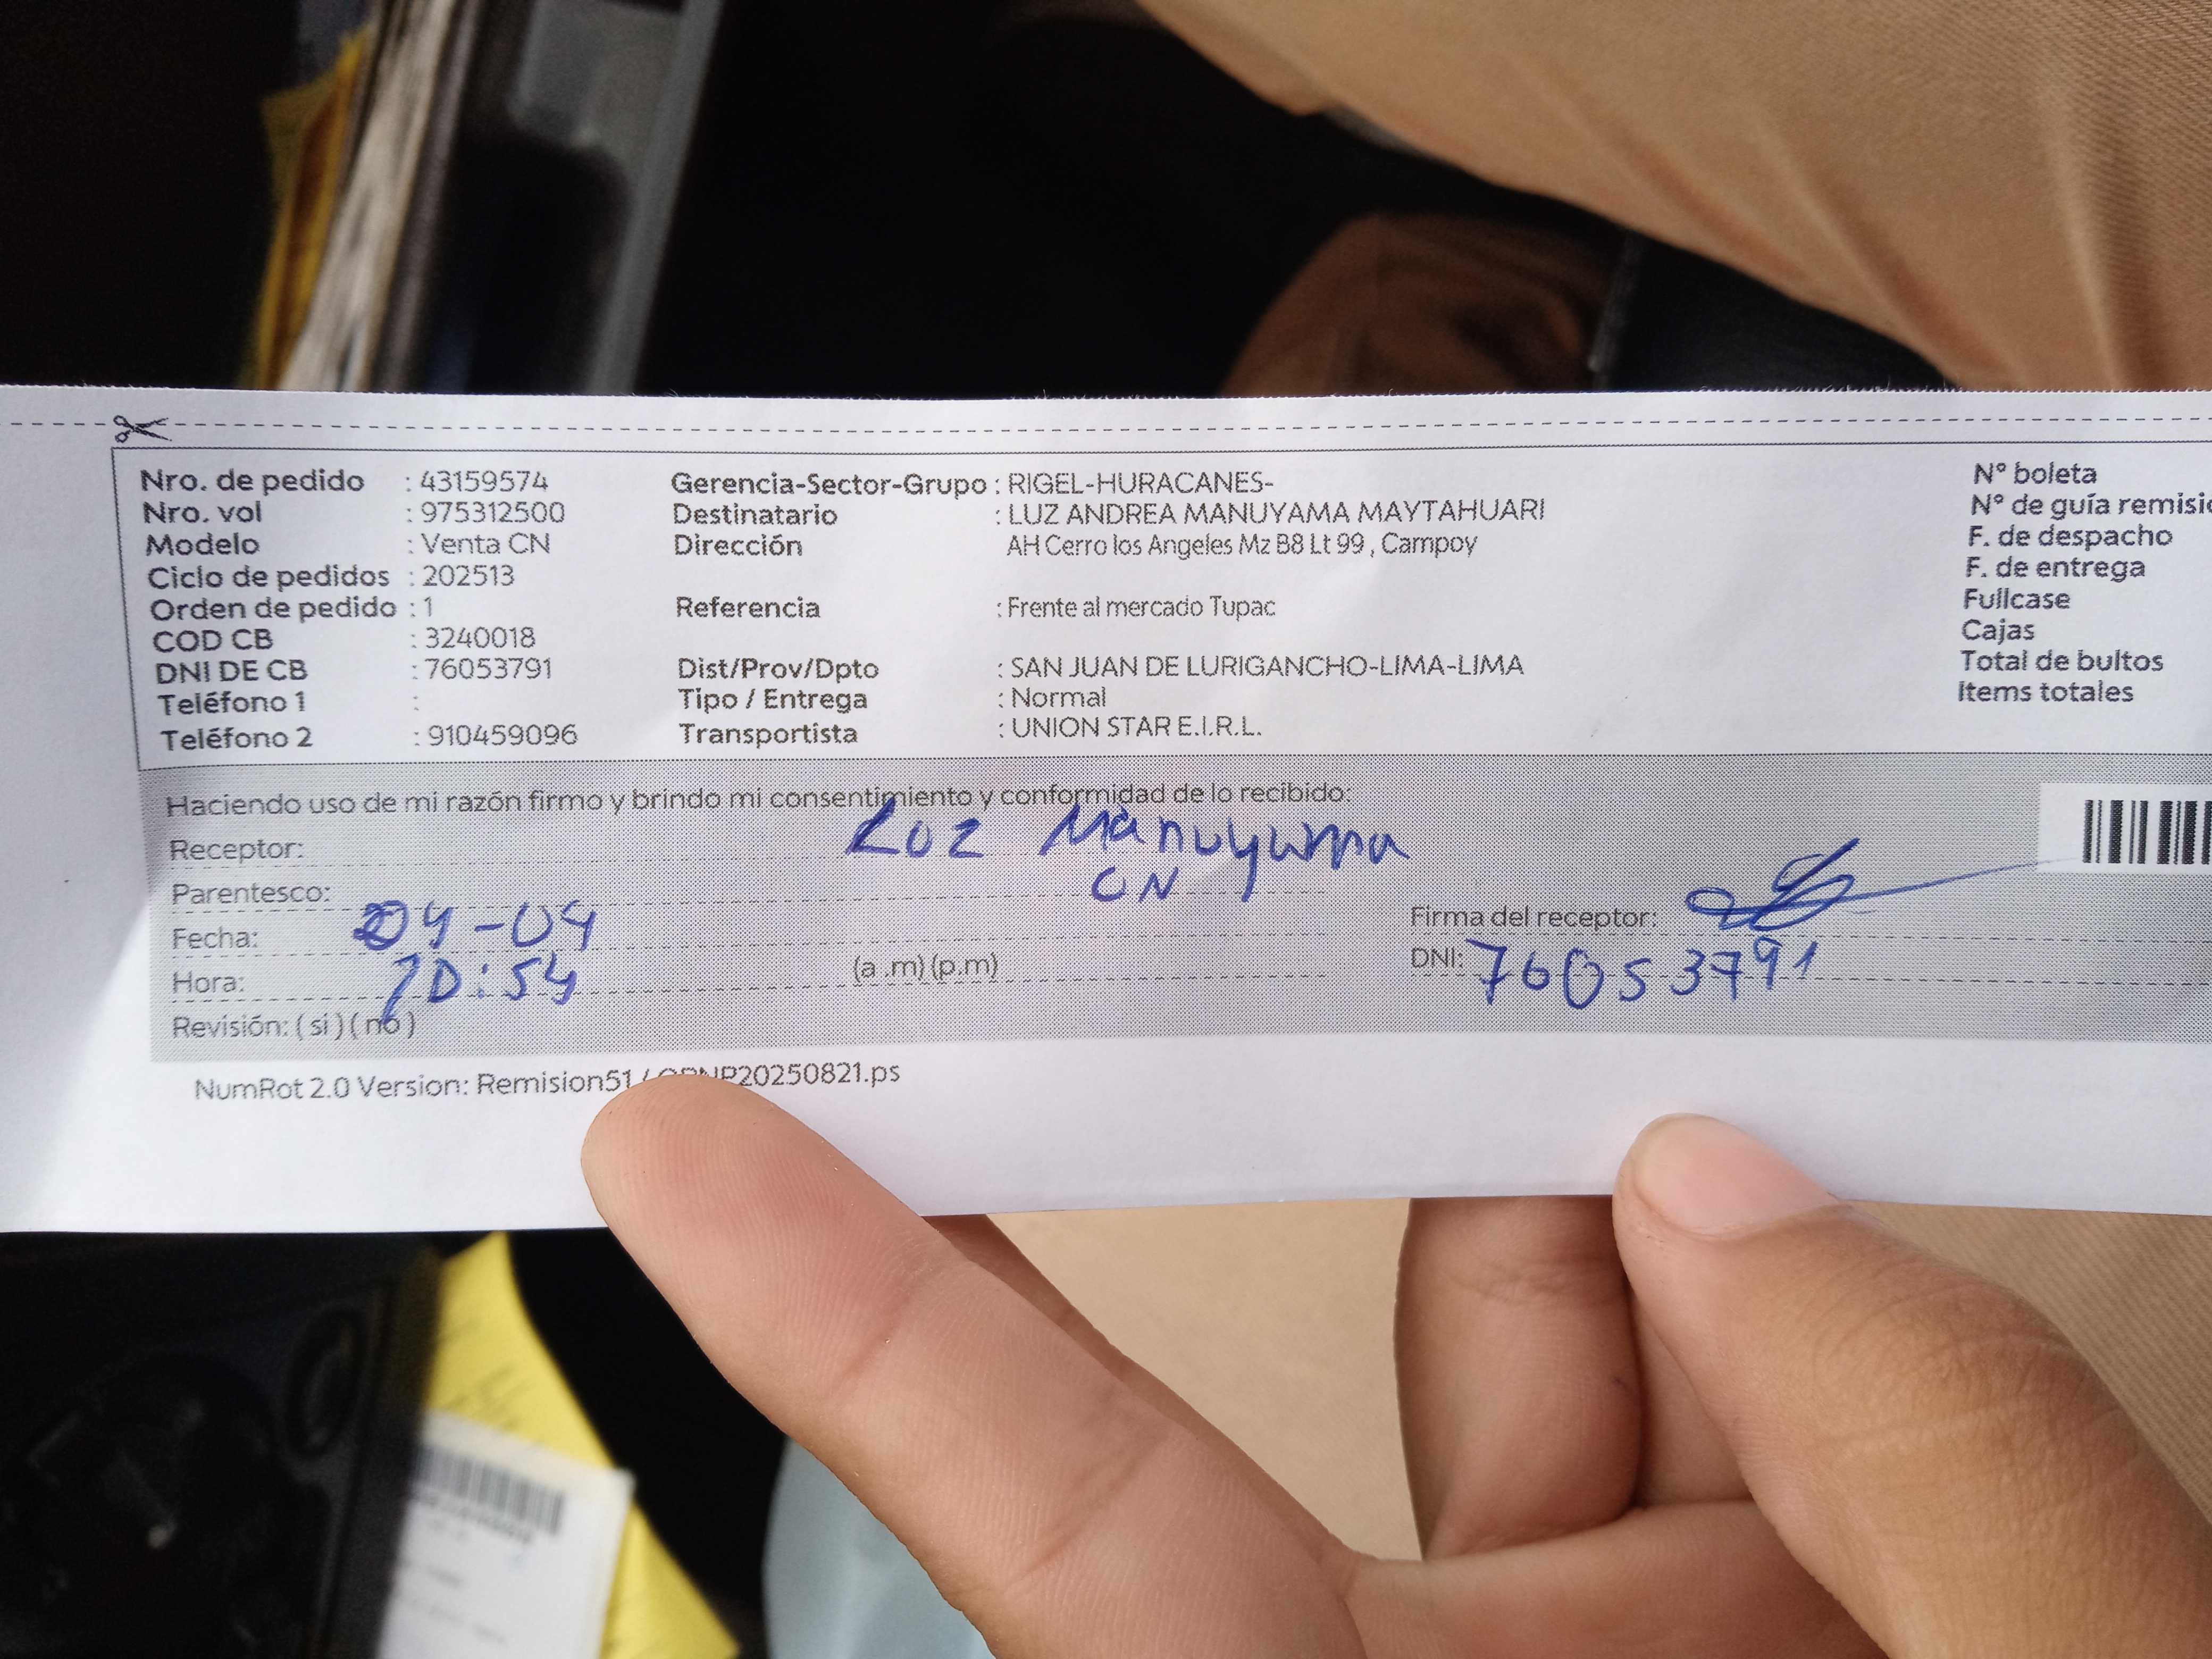 Nro. de pedido : 43159574
Nro. vol : 975312500
Modelo : Venta CN
Ciclo de pedidos : 202513
Orden de pedido : 1
COD CB : 3240018
DNI DE CB : 76053791
Teléfono 1 :
Teléfono 2 : 910459096
Gerencia-Sector-Grupo : RIGEL-HURACANES-
Destinatario : LUZ ANDREA MANUYAMA MAYTAHUARI
Dirección AH Cerro los Angeles Mz B8 Lt 99 , Campoy
Referencia : Frente al mercado Tupac
Dist/Prov/Dpto : SAN JUAN DE LURIGANCHO-LIMA-LIMA
Tipo / Entrega : Normal
Transportista : UNION STAR E.I.R.L.
N° boleta
N° de guía
F. de despacho
F. de entrega
Fullcase
Cajas
Total de bultos
Items totales
Haciendo uso de mi razón firmo y brindo mi consentimiento y conformidad de lo recibido:
Receptor: Luz Manuyama
Parentesco: CN
Fecha: 04-09
Hora: 10:54 (a .m) (p.m)
Revisión: ( si ) ( no )
Firma del receptor:
DNI: 76053791
NumRot 2.0 Version: Remision51 /